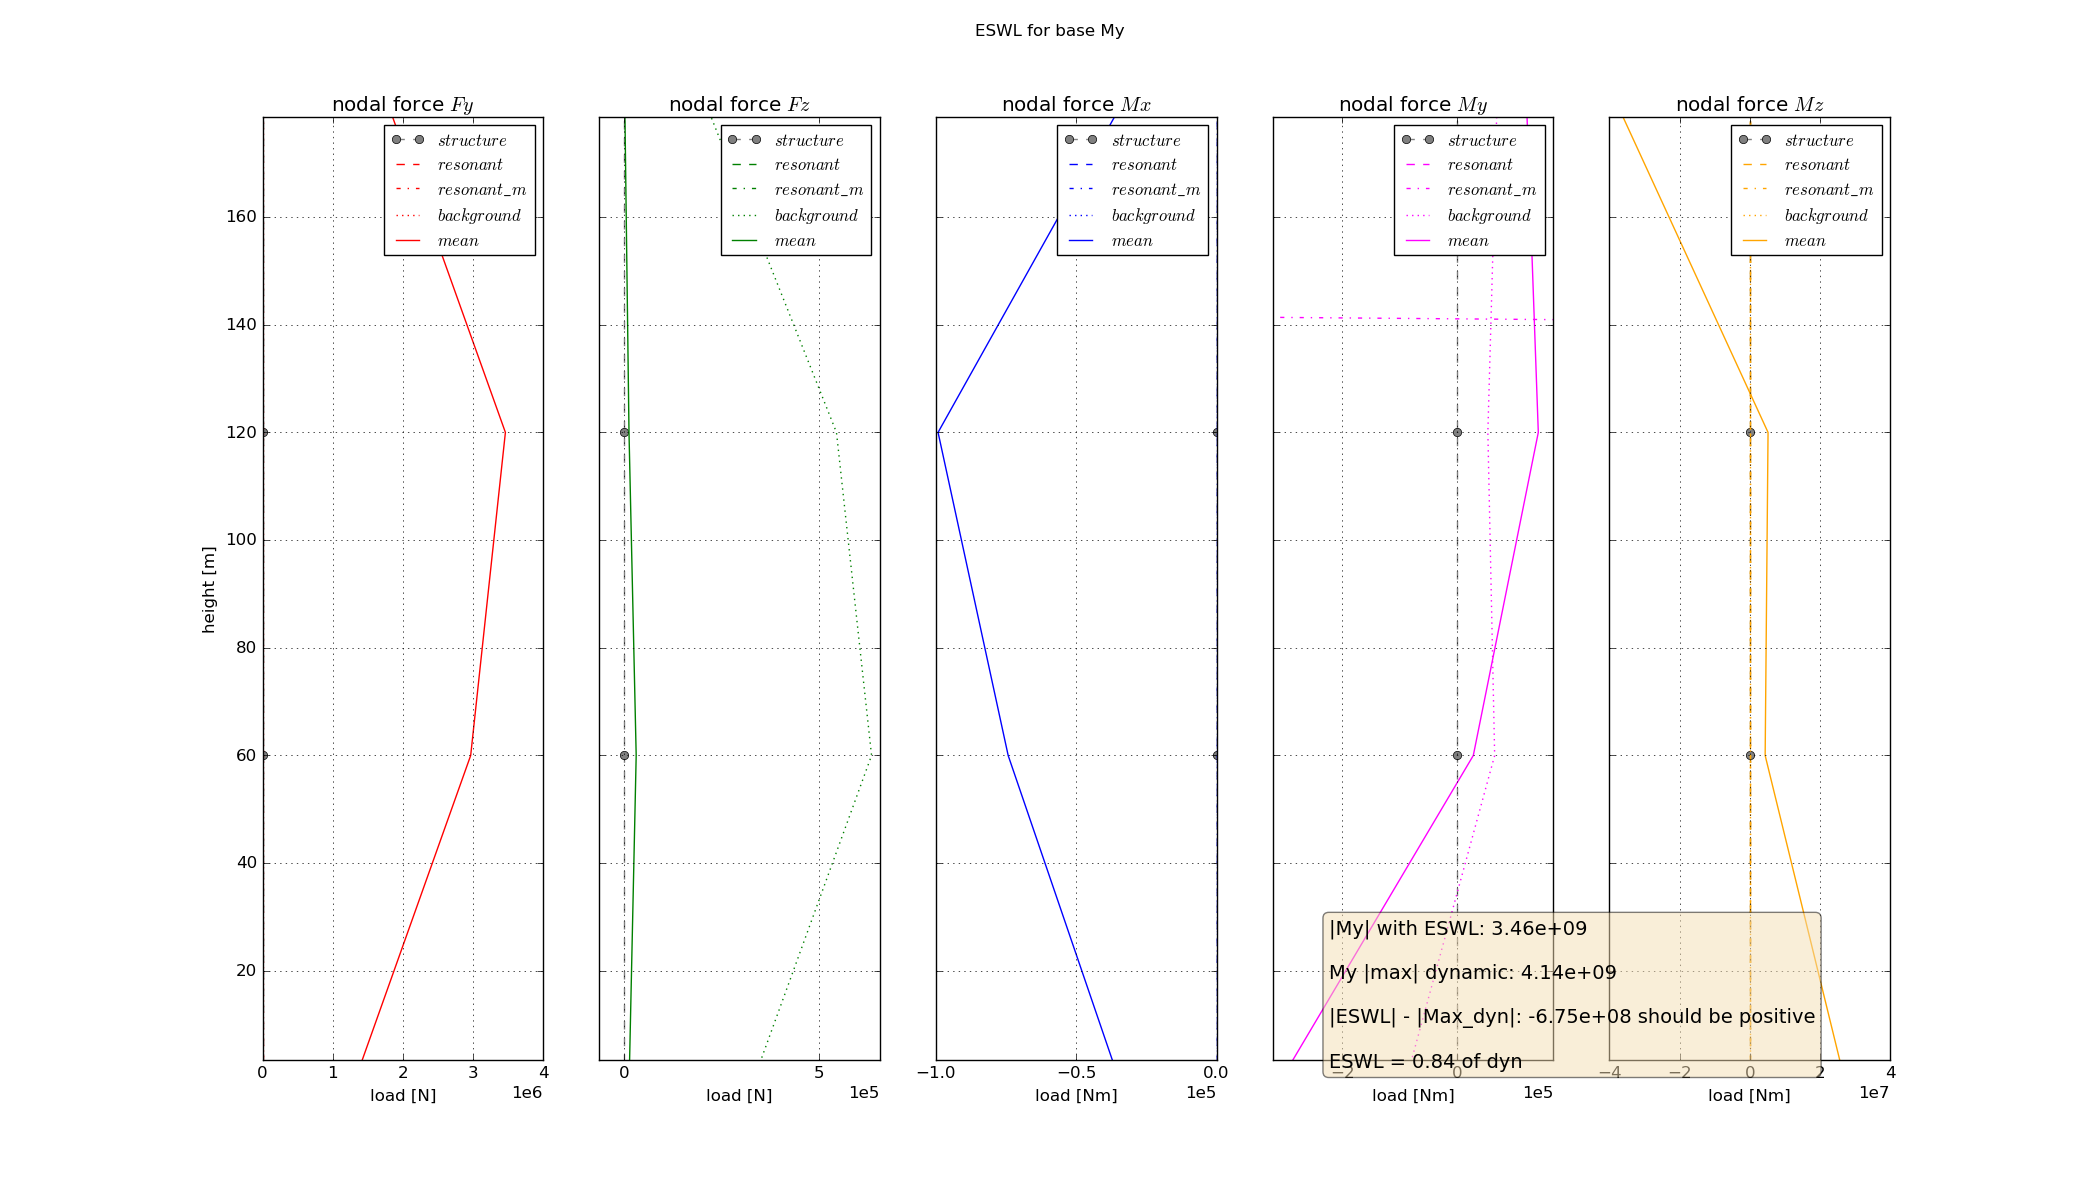 ESWL for base My
nodal force Fy
nodal force Fz
nodal force Mx
nodal force My
nodal force Mz
structure
resonant
resonant_m
background
mean
structure
resonant
resonant_m
background
mean
structure
resonant
resonant_m
background
mean
structure
resonant
resonant_m
background
mean
structure
resonant
resonant_m
background
mean
160
140
120
100
80
60
40
20
height [m]
0 1 2 3 4
1e6
load [N]
0 5
1e5
load [N]
−1.0 −0.5 0.0
1e5
load [Nm]
−2 0
1e5
load [Nm]
−4 −2 0 2 4
1e7
load [Nm]
|My| with ESWL: 3.46e+09
My |max| dynamic: 4.14e+09
|ESWL| - |Max_dyn|: -6.75e+08 should be positive
ESWL = 0.84 of dyn